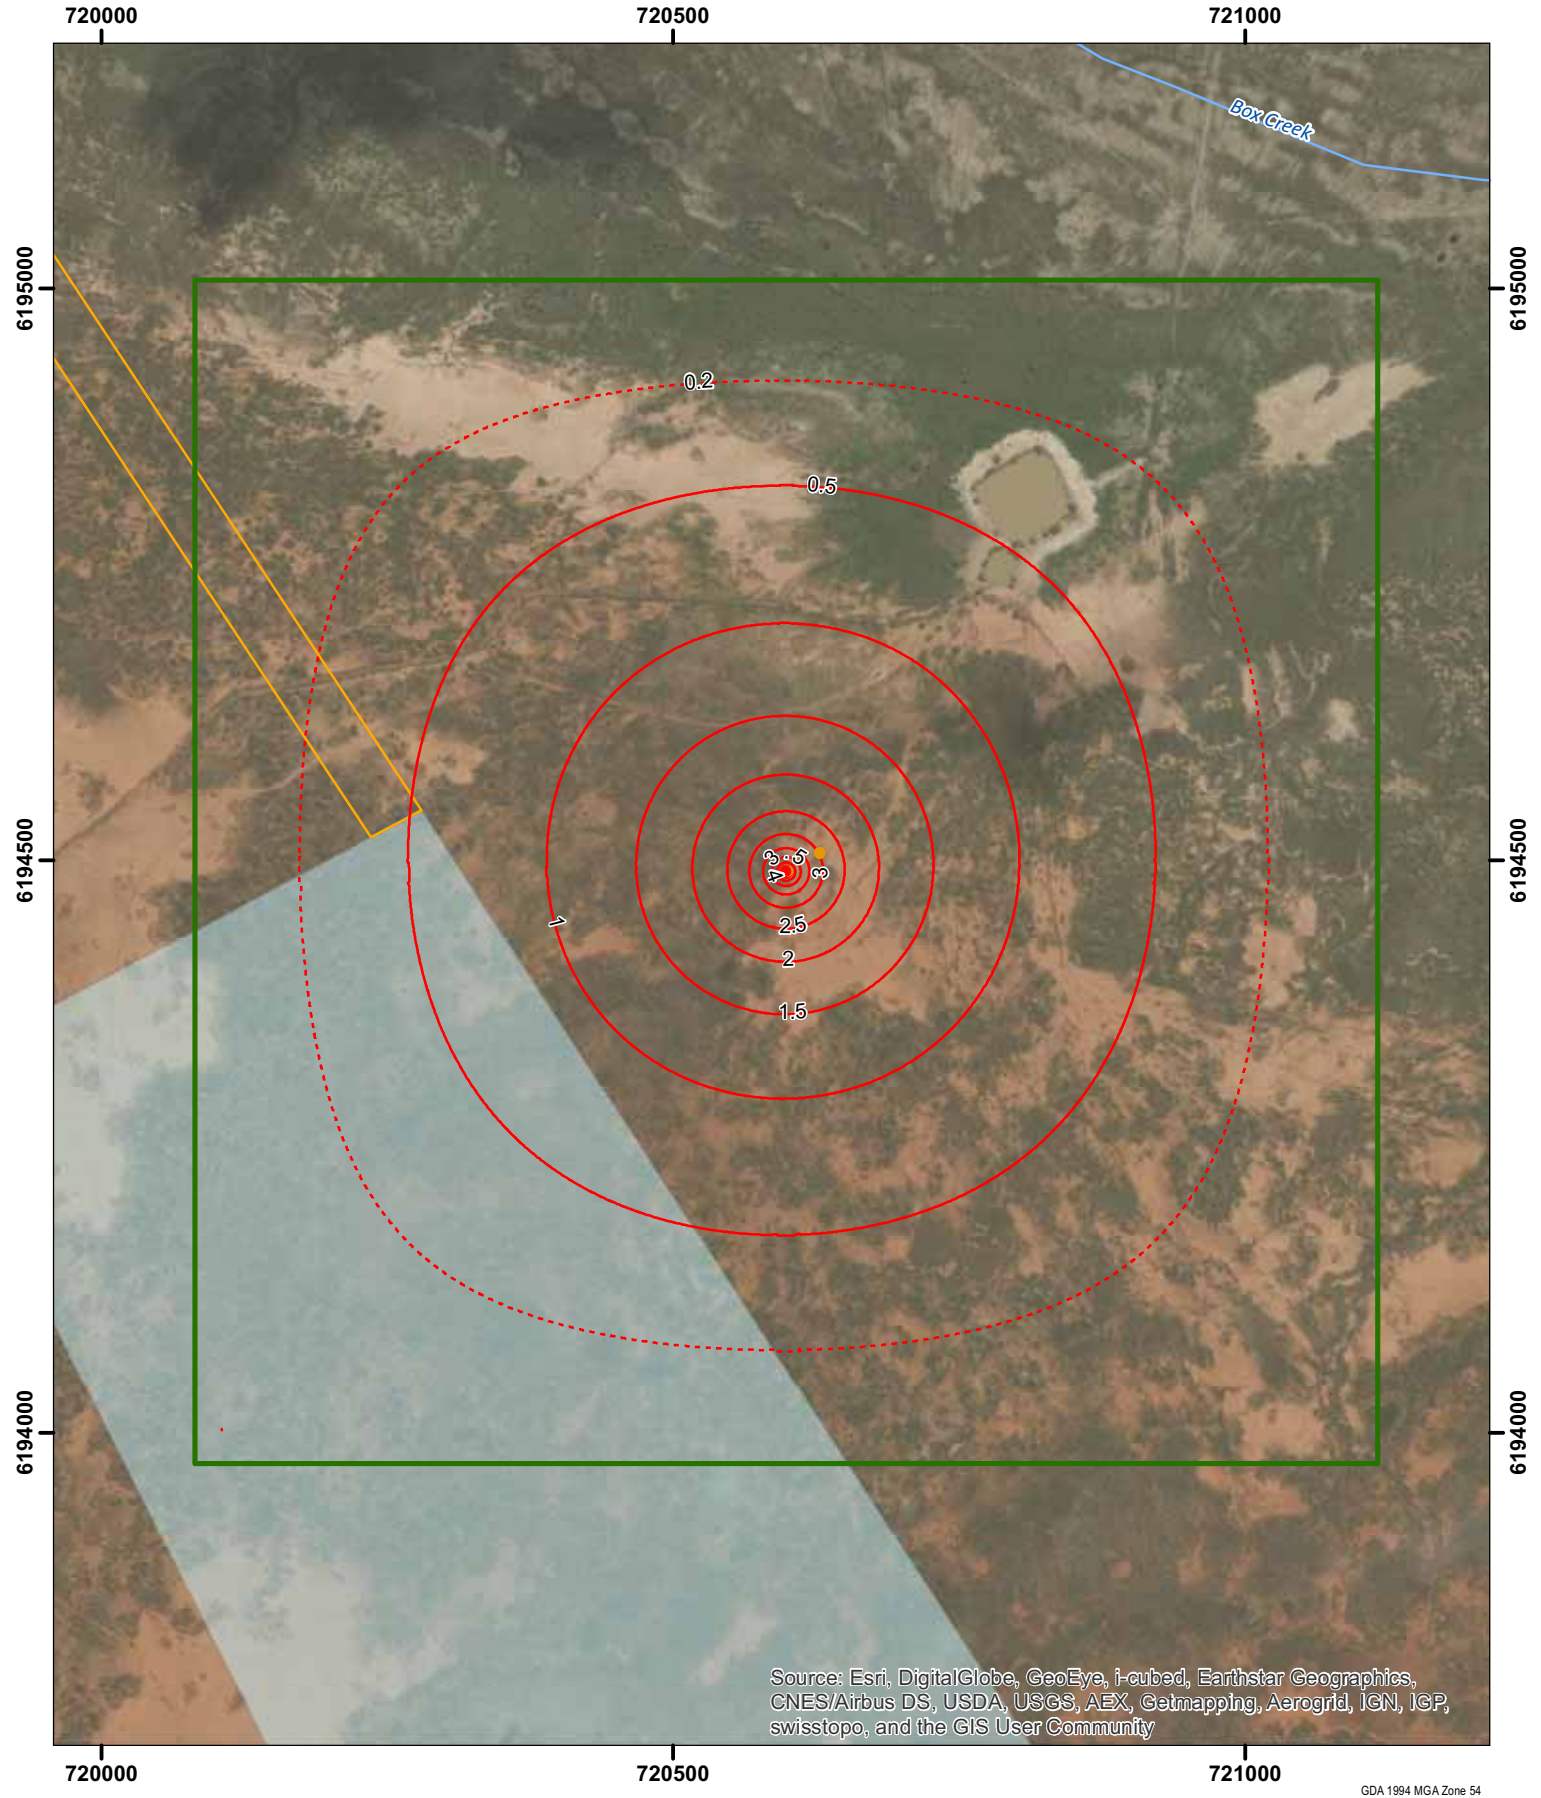 720000 720500 721000
Box Creek
6195000 6195000
0.2
0.5
6194500 6194500
3.5
4
3
1
2.5
2
1.5
6194000 6194000
Source: Esri, DigitalGlobe, GeoEye, i-cubed, Earthstar Geographics,
CNES/Airbus DS, USDA, USGS, AEX, Getmapping, Aerogrid, IGN, IGP,
swisstopo, and the GIS User Community
720000 720500 721000
GDA 1994 MGA Zone 54